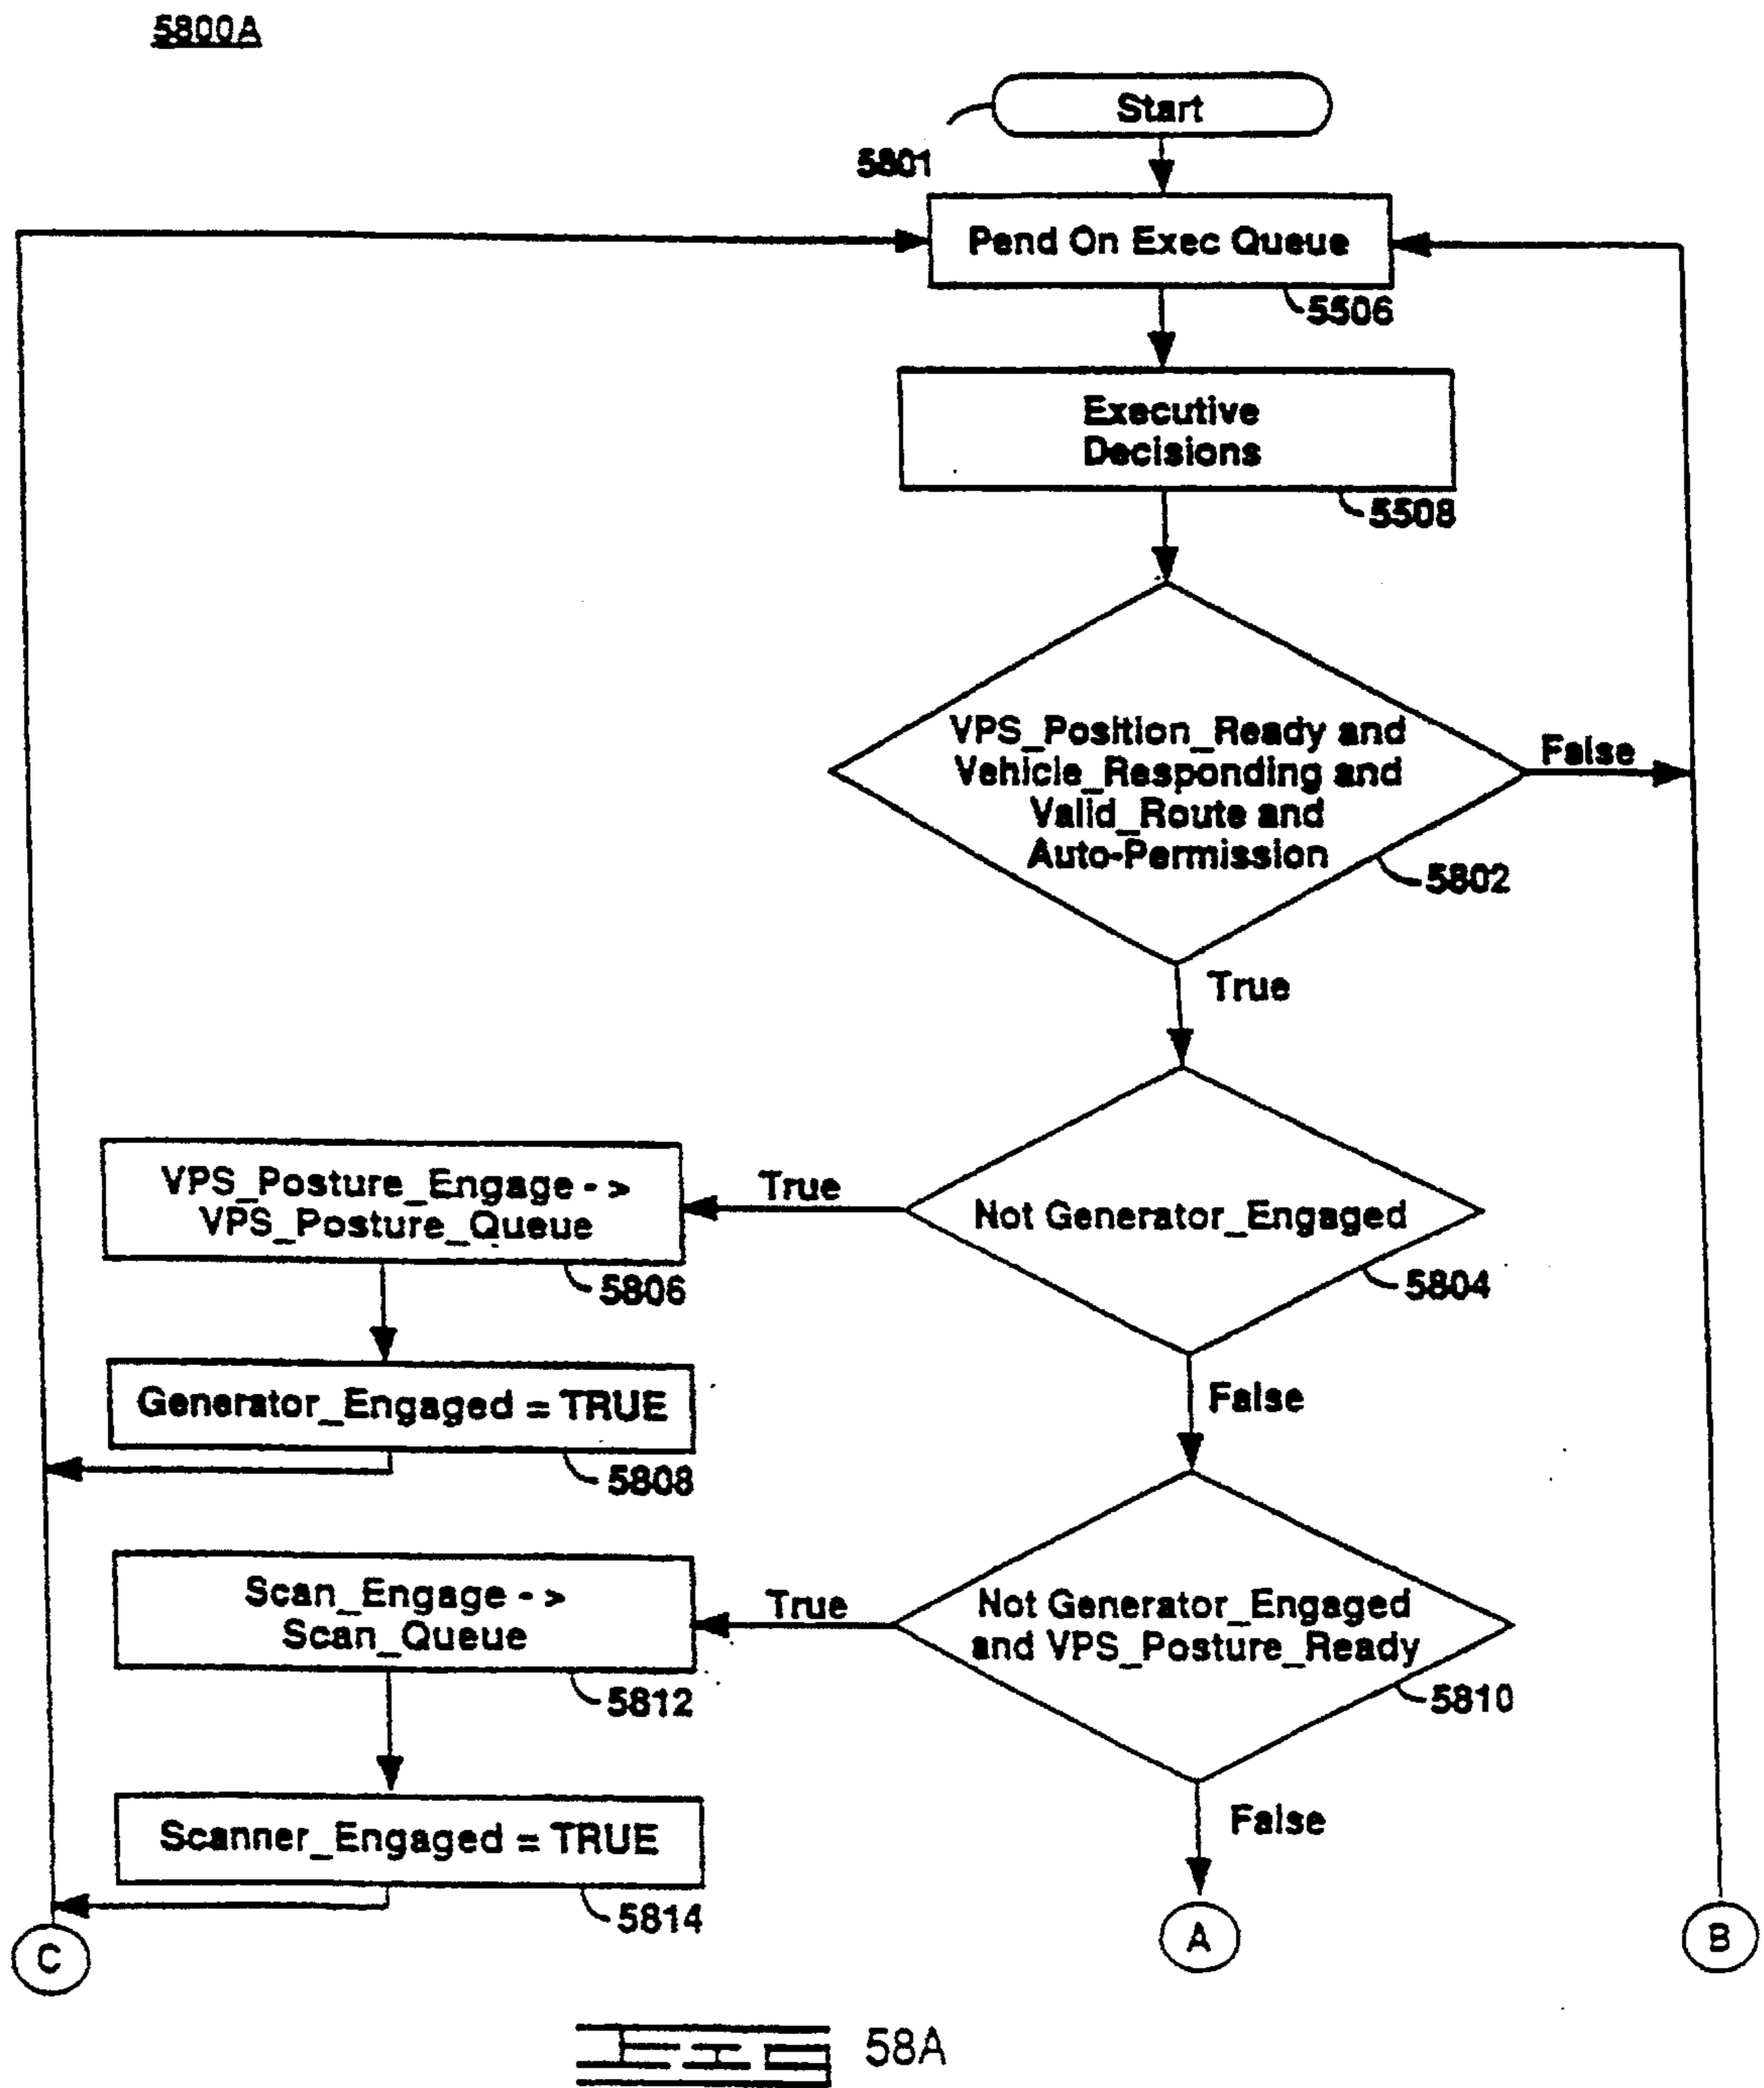 5800A
Start
5801
Pend On Exec Queue
5506
Executive
Decisions
5508
VPS_Position_Ready and
Vehicle_Responding and
Valid_Route and
Auto-Permission
False
5802
True
VPS_Posture_Engage - >
VPS_Posture_Queue
True
Not Generator_Engaged
5806
5804
Generator_Engaged = TRUE
False
5808
Scan_Engage - >
Scan_Queue
True
Not Generator_Engaged
and VPS_Posture_Ready
5812
5810
Scanner_Engaged = TRUE
False
5814
C
A
B
FIG 58A